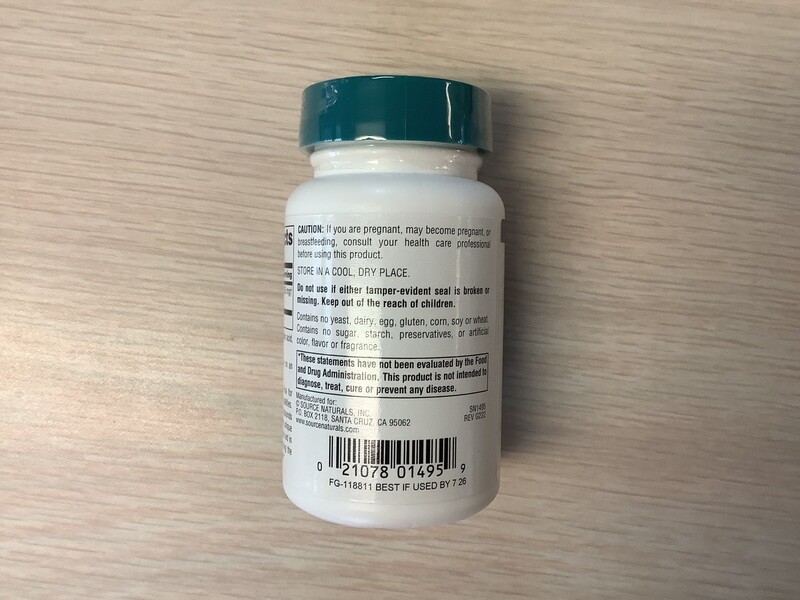 CAUTION: If you are pregnant, may become pregnant, or
breastfeeding, consult your health care professional
before using this product.
STORE IN A COOL, DRY PLACE.
Do not use if either tamper-evident seal is broken or
missing. Keep out of the reach of children.
Contains no yeast, dairy, egg, gluten, corn, soy or wheat.
Contains no sugar, starch, preservatives, or artificial
color, flavor or fragrance.
*These statements have not been evaluated by the Food
and Drug Administration. This product is not intended to
diagnose, treat, cure or prevent any disease.
Manufactured for:
© SOURCE NATURALS, INC.
P.O. BOX 2118, SANTA CRUZ, CA 95062
www.sourcenaturals.com
SN1495
REV G232
0 21078 01495 9
FG-118811 BEST IF USED BY 7 26